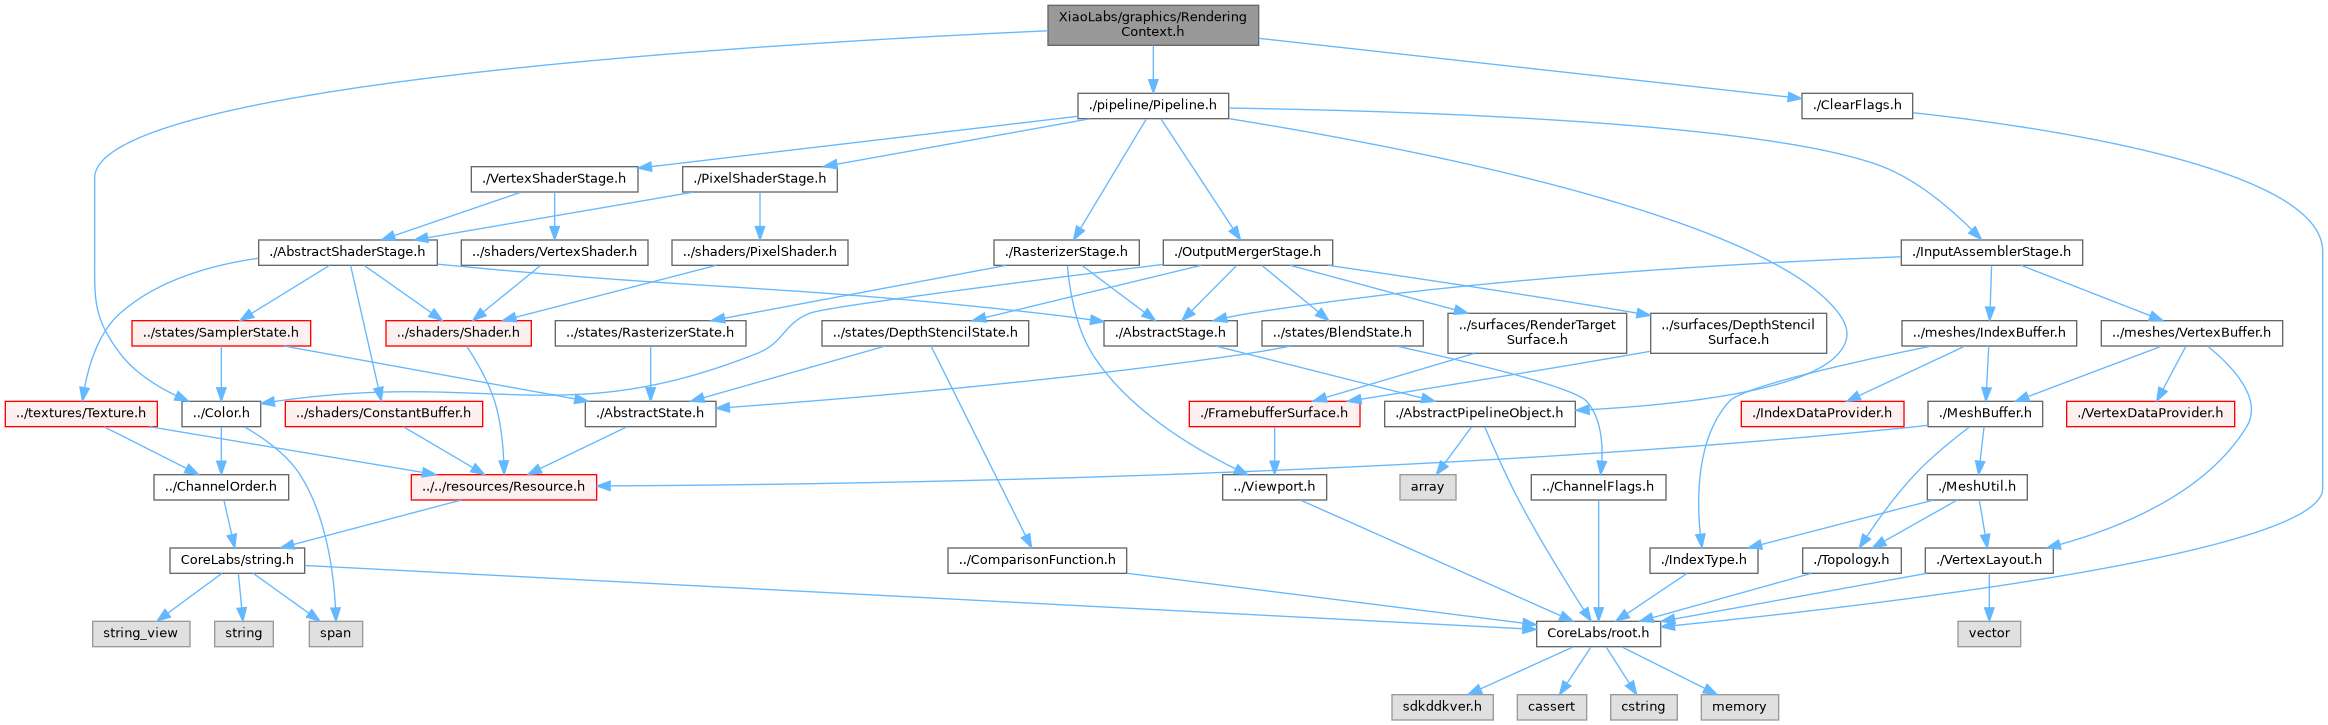 XiaoLabs/graphics/Rendering
Context.h
./pipeline/Pipeline.h
./ClearFlags.h
./VertexShaderStage.h
./PixelShaderStage.h
./AbstractShaderStage.h
../shaders/VertexShader.h
../shaders/PixelShader.h
./RasterizerStage.h
./OutputMergerStage.h
./InputAssemblerStage.h
../states/SamplerState.h
../shaders/Shader.h
../states/RasterizerState.h
../states/DepthStencilState.h
./AbstractStage.h
../states/BlendState.h
../surfaces/RenderTarget
Surface.h
../surfaces/DepthStencil
Surface.h
../meshes/IndexBuffer.h
../meshes/VertexBuffer.h
../textures/Texture.h
../Color.h
../shaders/ConstantBuffer.h
./AbstractState.h
./FramebufferSurface.h
./AbstractPipelineObject.h
./IndexDataProvider.h
./MeshBuffer.h
./VertexDataProvider.h
../ChannelOrder.h
../../resources/Resource.h
../Viewport.h
array
../ChannelFlags.h
./MeshUtil.h
CoreLabs/string.h
../ComparisonFunction.h
./IndexType.h
./Topology.h
./VertexLayout.h
string_view
string
span
CoreLabs/root.h
vector
sdkddkver.h
cassert
cstring
memory